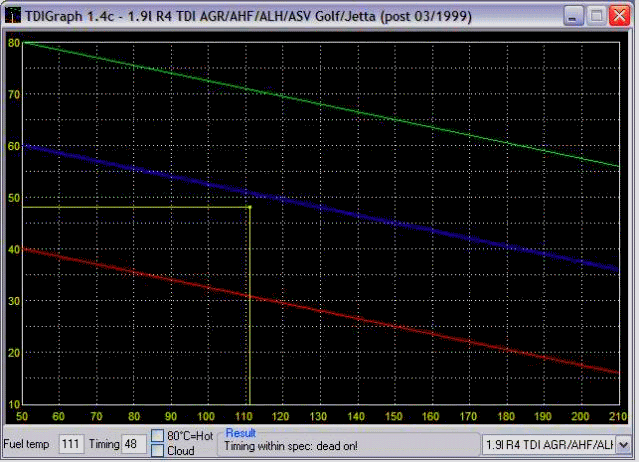 TDIGraph 1.4c - 1.9l R4 TDI AGR/AHF/ALH/ASV Golf/Jetta (post 03/1999)
80
70
60
50
40
30
20
10
50 60 70 80 90 100 110 120 130 140 150 160 170 180 190 200 210
Fuel temp 111 Timing 48
80°C=Hot
Cloud
Result
Timing within spec: dead on!
1.9l R4 TDI AGR/AHF/ALH